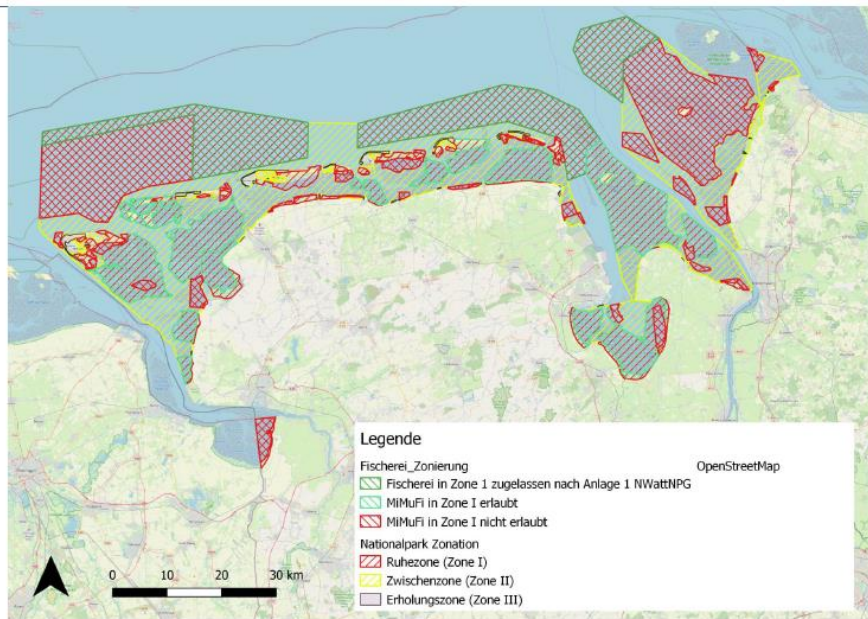 Legende
Fischerei_Zonierung OpenStreetMap
Fischerei in Zone 1 zugelassen nach Anlage 1 NWattNPG
MiMuFi in Zone I erlaubt
MiMuFi in Zone I nicht erlaubt
Nationalpark Zonation
Ruhezone (Zone I)
Zwischenzone (Zone II)
Erholungszone (Zone III)
0 10 20 30 km